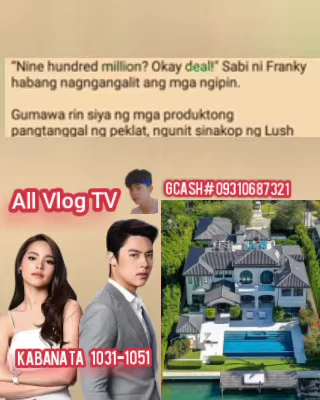 "Nine hundred million? Okay deal!" Sabi ni Franky
habang nagngangalit ang mga ngipin.
Gumawa rin siya ng mga produktong
pangtanggal ng peklat, ngunit sinakop ng Lush
All Vlog TV
GCASH#09310687321
KABANATA 1031-1051